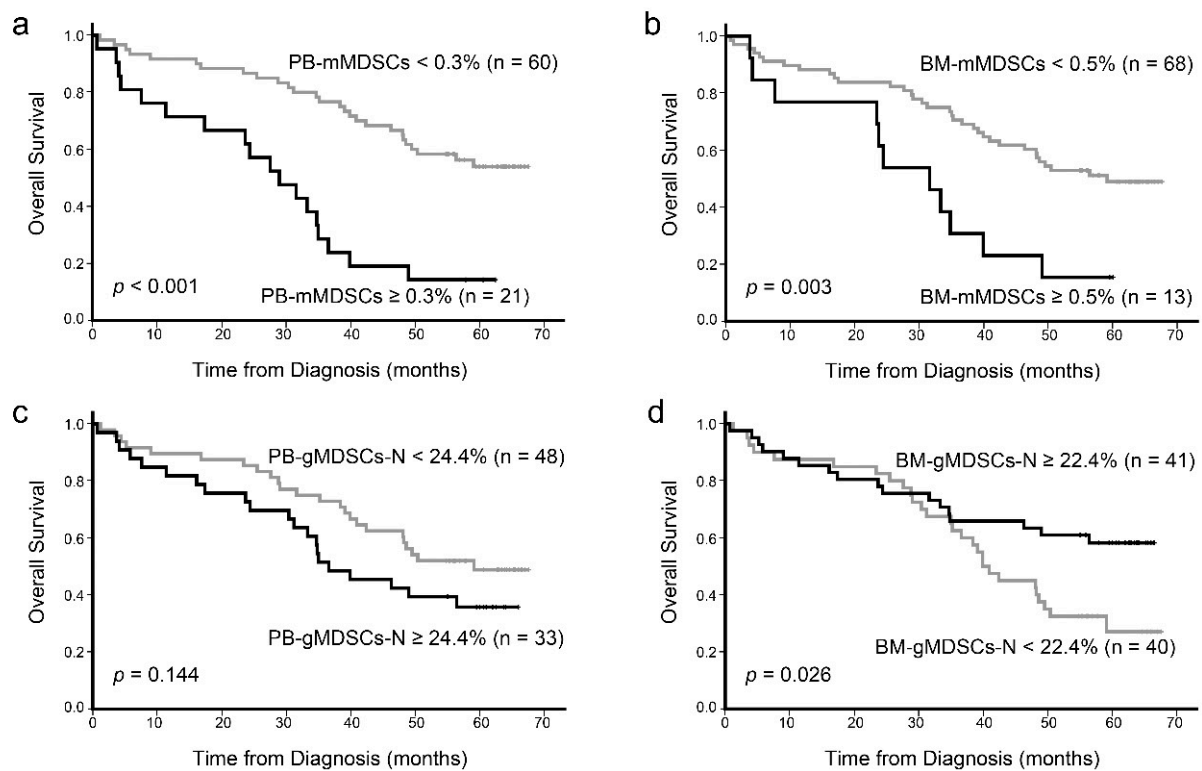 a
Overall Survival
1.0
0.8
0.6
0.4
0.2
0.0
PB-mMDSCs < 0.3% (n = 60)
p < 0.001
PB-mMDSCs ≥ 0.3% (n = 21)
0 10 20 30 40 50 60 70
Time from Diagnosis (months)
b
Overall Survival
1.0
0.8
0.6
0.4
0.2
0.0
BM-mMDSCs < 0.5% (n = 68)
p = 0.003
BM-mMDSCs ≥ 0.5% (n = 13)
0 10 20 30 40 50 60 70
Time from Diagnosis (months)
c
Overall Survival
1.0
0.8
0.6
0.4
0.2
0.0
PB-gMDSCs-N < 24.4% (n = 48)
PB-gMDSCs-N ≥ 24.4% (n = 33)
p = 0.144
0 10 20 30 40 50 60 70
Time from Diagnosis (months)
d
Overall Survival
1.0
0.8
0.6
0.4
0.2
0.0
BM-gMDSCs-N ≥ 22.4% (n = 41)
BM-gMDSCs-N < 22.4% (n = 40)
p = 0.026
0 10 20 30 40 50 60 70
Time from Diagnosis (months)